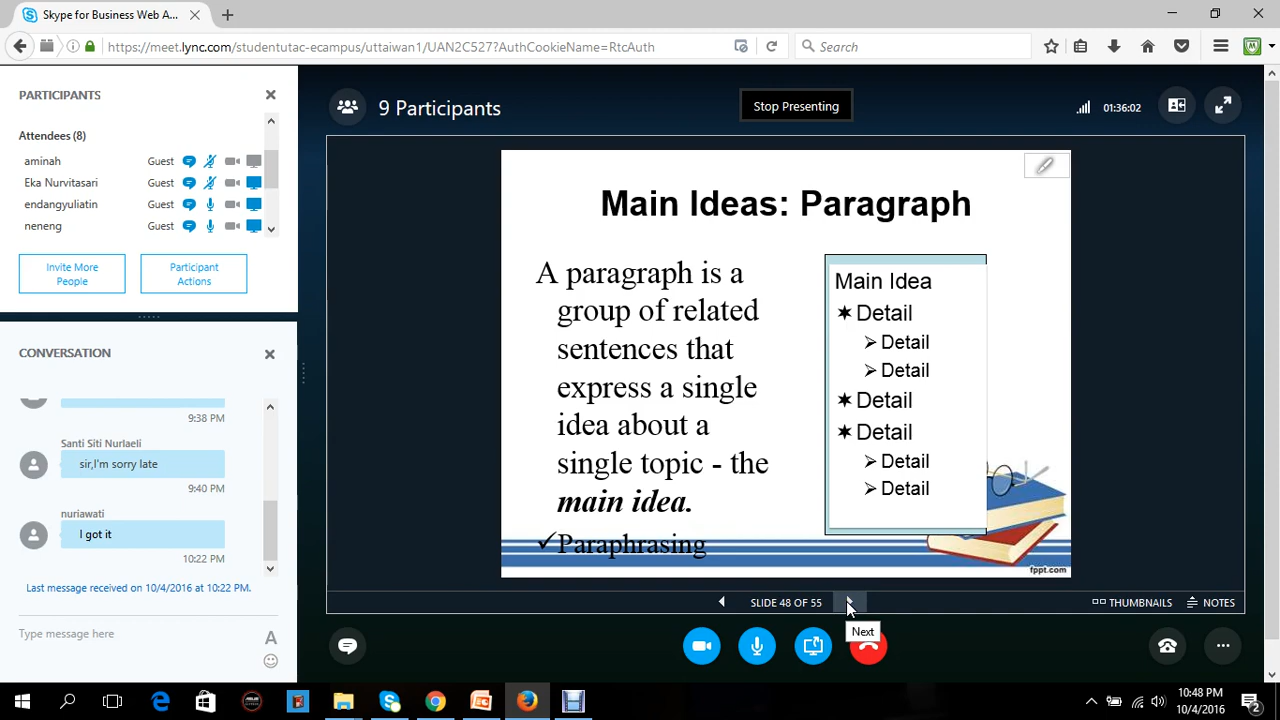 Skype for Business Web A...
https://meet.lync.com/studentutac-ecampus/uttaiwan1/UAN2C527?AuthCookieName=RtcAuth
Search
PARTICIPANTS
Attendees (8)
aminah Guest
Eka Nurvitasari Guest
endangyuliatin Guest
neneng Guest
Invite More People
Participant Actions
CONVERSATION
9:38 PM
Santi Siti Nurlaeli
sir,I'm sorry late
9:40 PM
nuriawati
I got it
10:22 PM
Last message received on 10/4/2016 at 10:22 PM.
Type message here
A
9 Participants
Stop Presenting
01:36:02
Main Ideas: Paragraph
A paragraph is a
group of related
sentences that
express a single
idea about a
single topic - the
main idea.
✓Paraphrasing
Main Idea
✶Detail
➢Detail
➢Detail
✶Detail
✶Detail
➢Detail
➢Detail
fppt.com
SLIDE 48 OF 55
THUMBNAILS
NOTES
Next
10:48 PM
10/4/2016
2